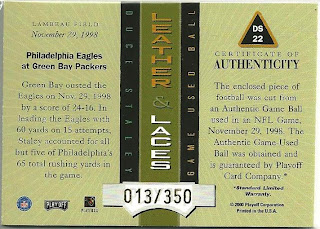 LAMBEAU FIELD
November 29, 1998
Philadelphia Eagles
at Green Bay Packers
Green Bay ousted the
Eagles on Nov. 29, 1998
by a score of 24-16. In
leading the Eagles with
60 yards on 15 attempts,
Staley accounted for all
but five of Philadelphia's
65 total rushing yards in
the game.
PLAYOFF
PLAYERS
DUCE STALEY
LEATHER & LACES
GAME USED BALL
013/350
DS
22
CERTIFICATE OF
AUTHENTICITY
The enclosed piece of
football was cut from
an Authentic Game Ball
used in an NFL Game,
November 29, 1998. The
Authentic Game-Used
Ball was obtained and
is guaranteed by Playoff
Card Company.*
*Standard Limited
Warranty.
©2000 Playoff Corporation
Printed in the U.S.A.